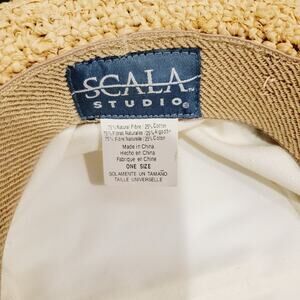 SCALA
STUDIO®
75% Natural Fibre / 25% Cotton
75% Fibras Naturales / 25% Algodón
75% Fibre Naturelle / 25% Coton
Made in China
Hecho en China
Fabriqué en Chine
ONE SIZE
SOLAMENTE UN TAMAÑO
TAILLE UNIVERSELLE